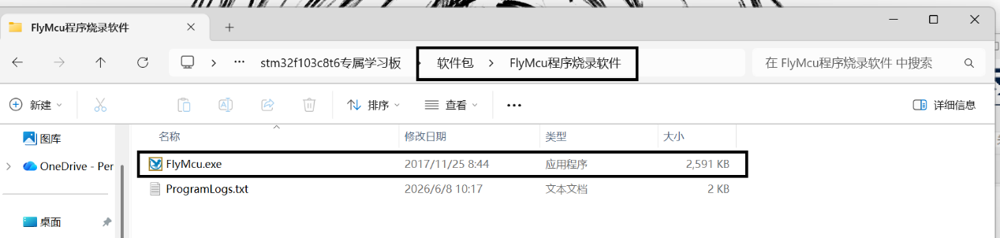 FlyMcu程序烧录软件
stm32f103c8t6专属学习板 软件包 FlyMcu程序烧录软件 在 FlyMcu程序烧录软件 中搜索
新建 排序 查看 详细信息
图库 名称 修改日期 类型 大小
OneDrive - Per FlyMcu.exe 2017/11/25 8:44 应用程序 2,591 KB
ProgramLogs.txt 2026/6/8 10:17 文本文档 2 KB
桌面